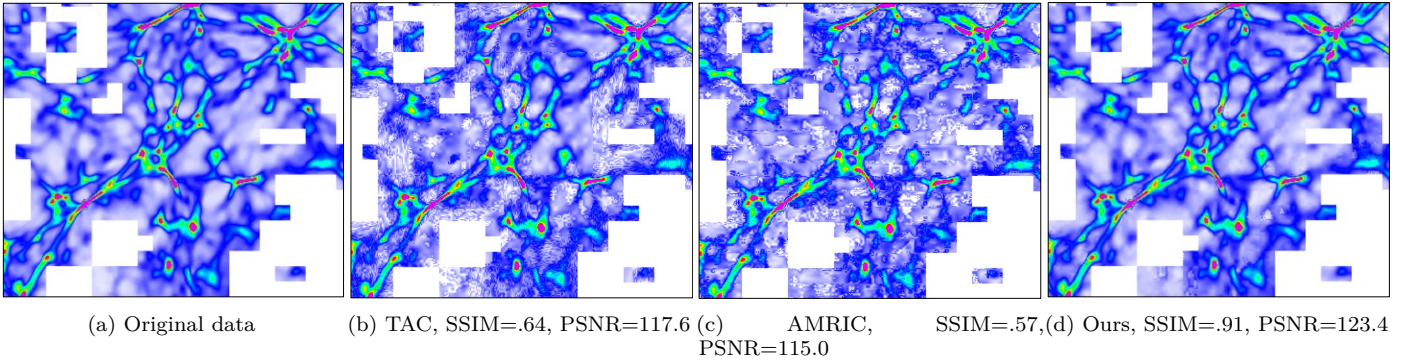 (a) Original data
(b) TAC, SSIM=.64, PSNR=117.6
(c) AMRIC, SSIM=.57,
PSNR=115.0
(d) Ours, SSIM=.91, PSNR=123.4